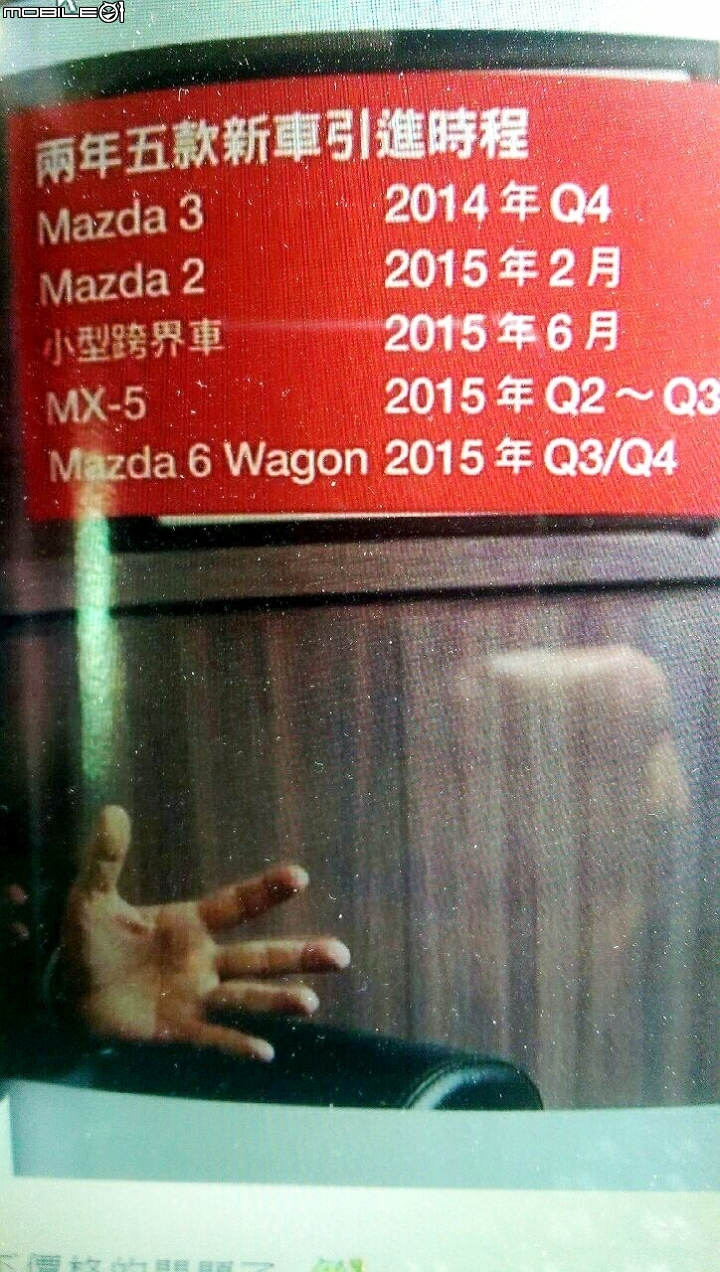 MOBILE01
兩年五款新車引進時程
Mazda 3 2014 年 Q4
Mazda 2 2015 年 2 月
小型跨界車 2015 年 6 月
MX-5 2015 年 Q2～Q3
Mazda 6 Wagon 2015 年 Q3/Q4